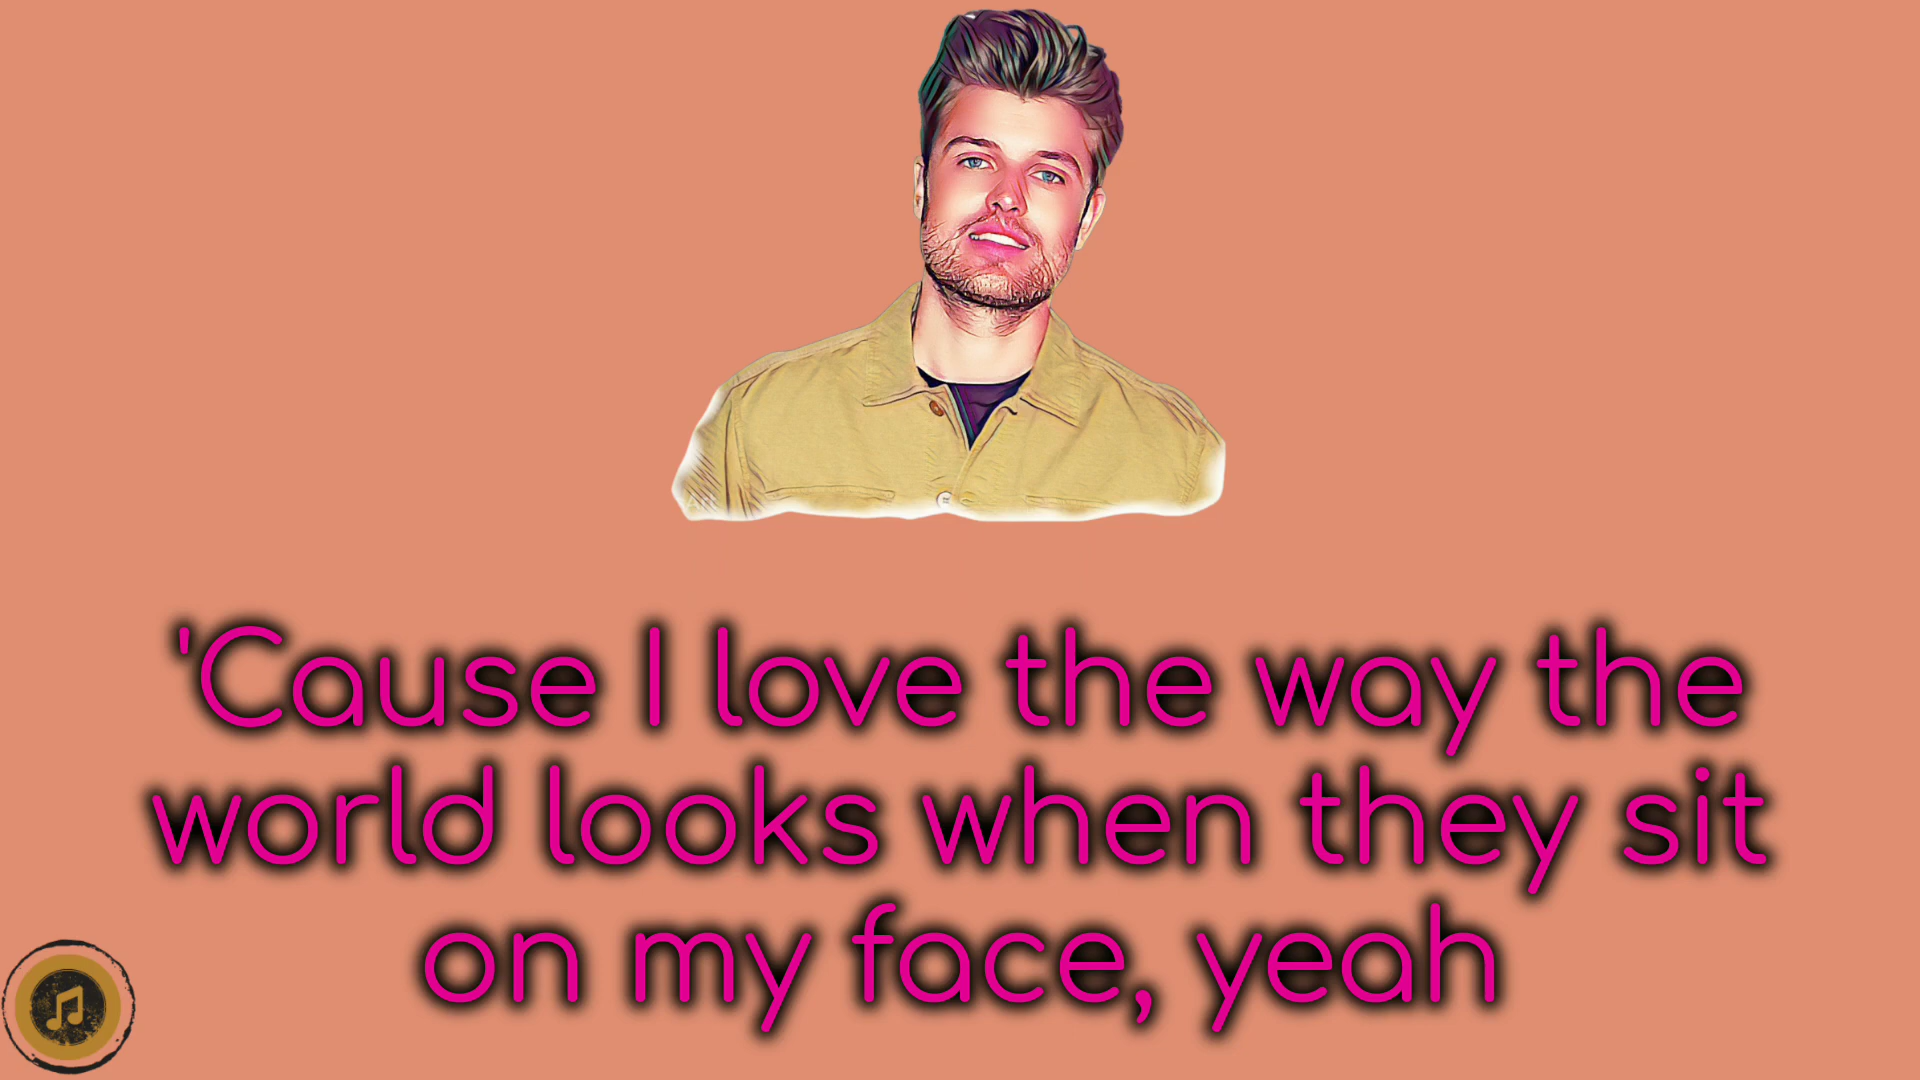 'Cause I love the way the
world looks when they sit
on my face, yeah